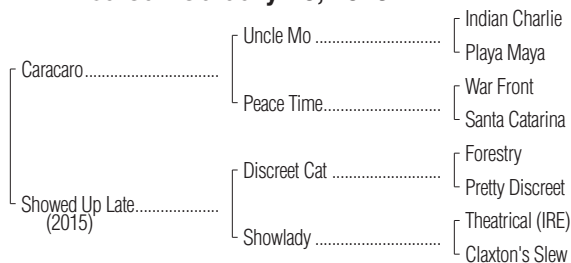 Indian Charlie
Uncle Mo
Playa Maya
Caracaro
War Front
Peace Time
Santa Catarina
Forestry
Discreet Cat
Pretty Discreet
Showed Up Late
(2015)
Theatrical (IRE)
Showlady
Claxton's Slew